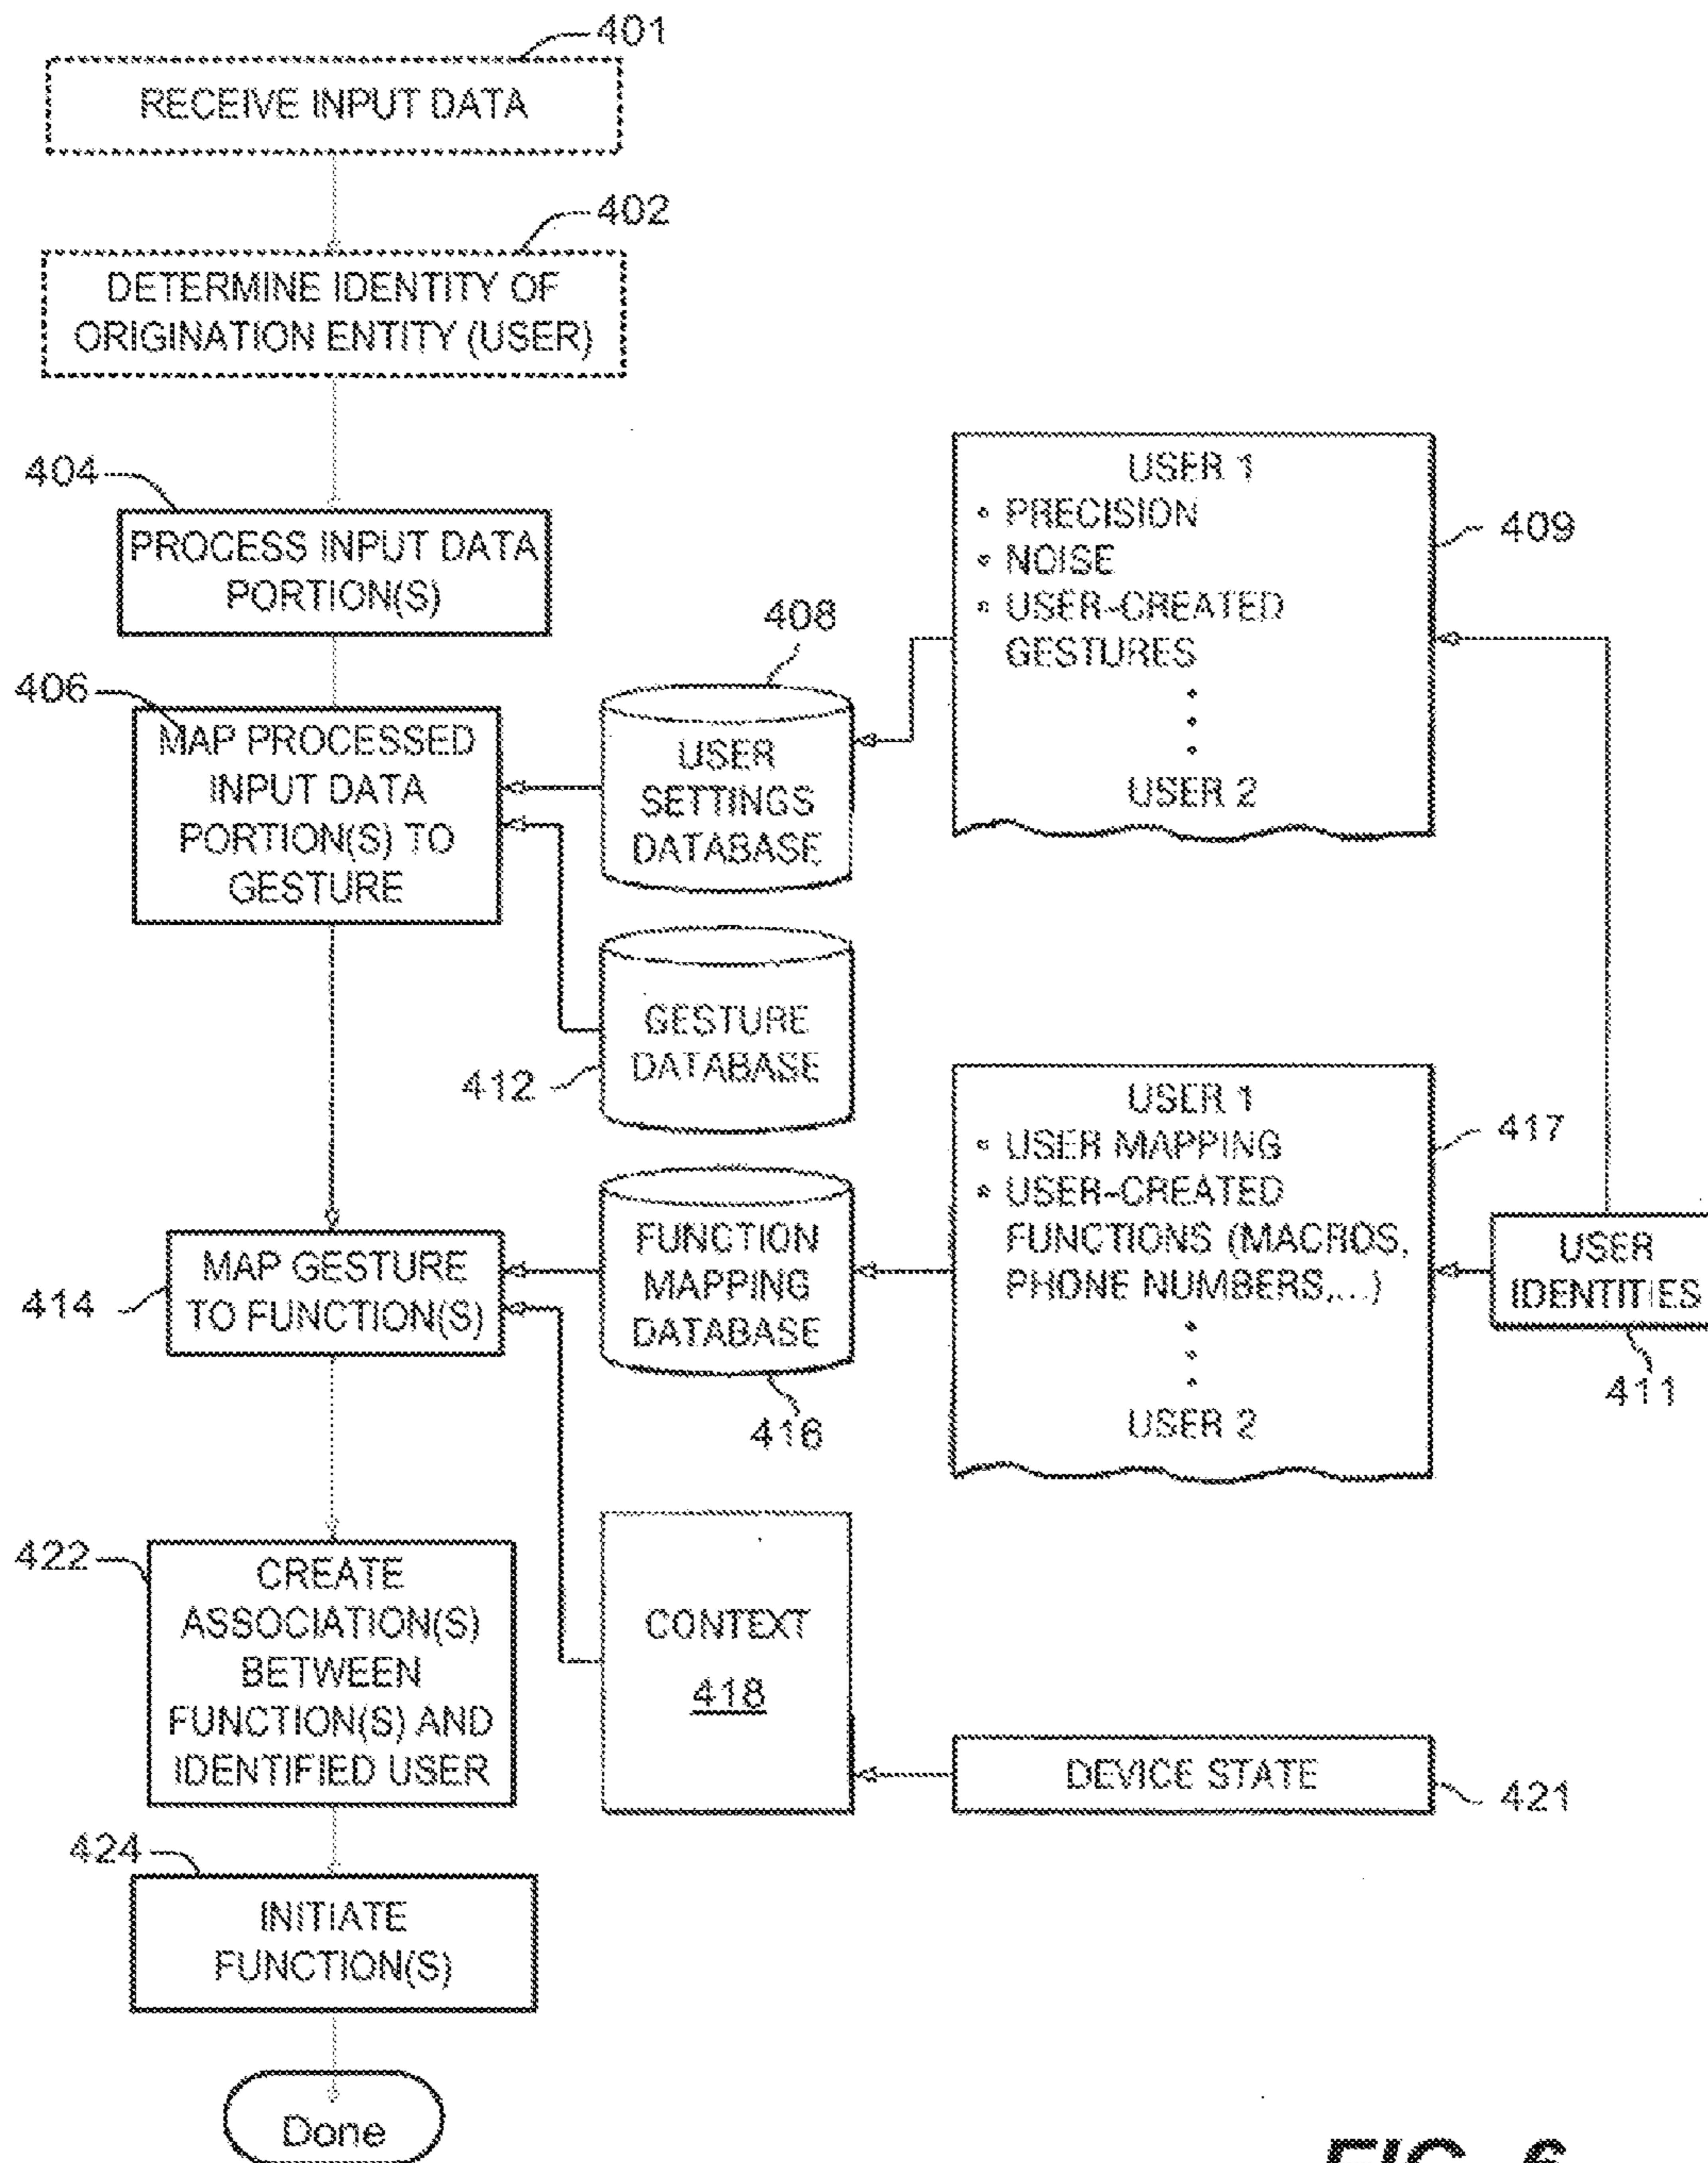 401
RECEIVE INPUT DATA
402
DETERMINE IDENTITY OF
ORIGINATION ENTITY (USER)
404
PROCESS INPUT DATA
PORTION(S)
406
MAP PROCESSED
INPUT DATA
PORTION(S) TO
GESTURE
408
USER
SETTINGS
DATABASE
USER 1
• PRECISION
• NOISE
• USER-CREATED
GESTURES
USER 2
409
412
GESTURE
DATABASE
414
MAP GESTURE
TO FUNCTION(S)
FUNCTION
MAPPING
DATABASE
416
USER 1
• USER MAPPING
• USER-CREATED
FUNCTIONS (MACROS,
PHONE NUMBERS,...)
USER 2
417
USER
IDENTITIES
411
422
CREATE
ASSOCIATION(S)
BETWEEN
FUNCTION(S) AND
IDENTIFIED USER
CONTEXT
418
DEVICE STATE
421
424
INITIATE
FUNCTION(S)
Done
FIG. 6